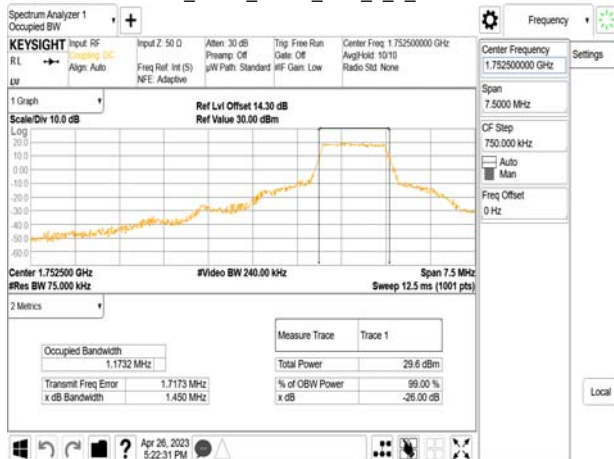 Spectrum Analyzer 1
Occupied BW
KEYSIGHT
RL
Input: RF
Coupling: DC
Align: Auto
Input Z: 50 Ω
Freq Ref: Int (S)
NFE: Adaptive
Atten: 30 dB
Preamp: Off
µW Path: Standard
Trig: Free Run
Gate: Off
#IF Gain: Low
Center Freq: 1.752500000 GHz
Avg|Hold: 10/10
Radio Std: None
1 Graph
Scale/Div 10.0 dB
Ref Lvl Offset 14.30 dB
Ref Value 30.00 dBm
Log
20.0
10.0
0.00
-10.0
-20.0
-30.0
-40.0
-50.0
-60.0
Center 1.752500 GHz
#Res BW 75.000 kHz
#Video BW 240.00 kHz
Span 7.5 MHz
Sweep 12.5 ms (1001 pts)
2 Metrics
Occupied Bandwidth
1.1732 MHz
Transmit Freq Error 1.7173 MHz
x dB Bandwidth 1.450 MHz
Measure Trace Trace 1
Total Power 29.6 dBm
% of OBW Power 99.00 %
x dB -26.00 dB
Apr 26, 2023
5:22:31 PM
Frequency
Center Frequency
1.752500000 GHz
Span
7.5000 MHz
CF Step
750.000 kHz
Auto
Man
Freq Offset
0 Hz
Settings
Local